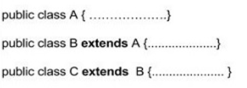 public class A { ...................}
public class B extends A {.....................}
public class C extends B {...................... }